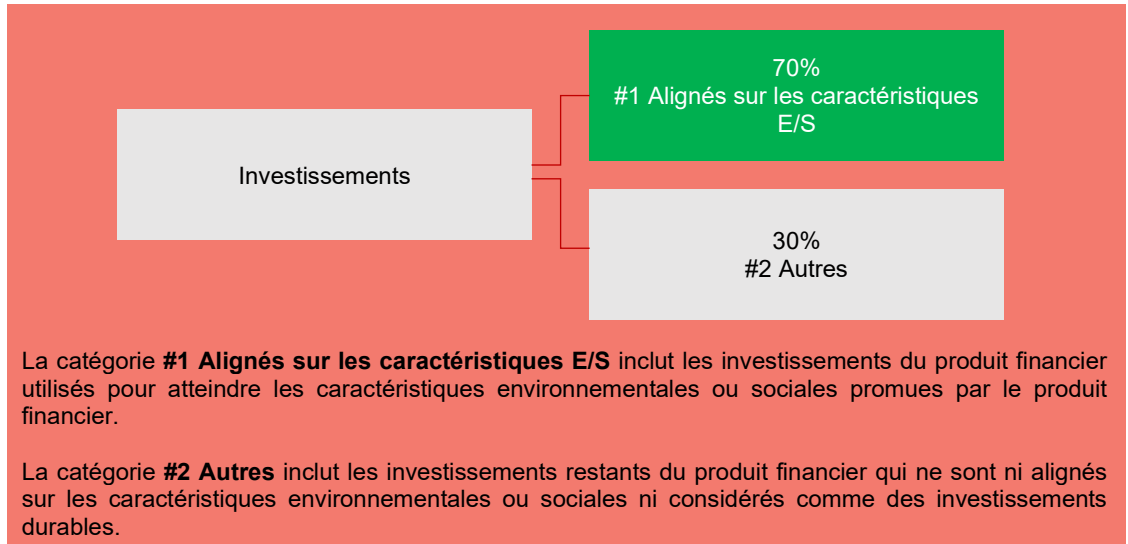 70%
#1 Alignés sur les caractéristiques
E/S
Investissements
30%
#2 Autres
La catégorie #1 Alignés sur les caractéristiques E/S inclut les investissements du produit financier
utilisés pour atteindre les caractéristiques environnementales ou sociales promues par le produit
financier.
La catégorie #2 Autres inclut les investissements restants du produit financier qui ne sont ni alignés
sur les caractéristiques environnementales ou sociales ni considérés comme des investissements
durables.